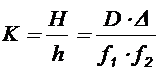 K = H/h = D · Δ / f₁ · f₂